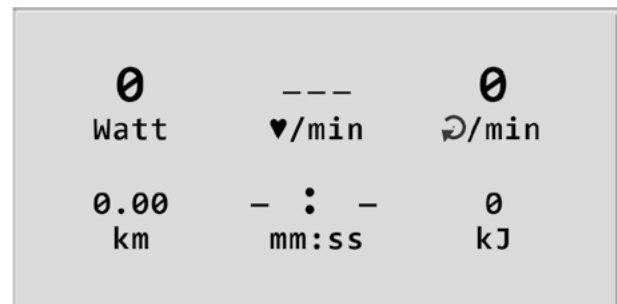 0 --- 0
Watt ♥/min ⟲/min
0.00 - : - 0
km mm:ss kJ